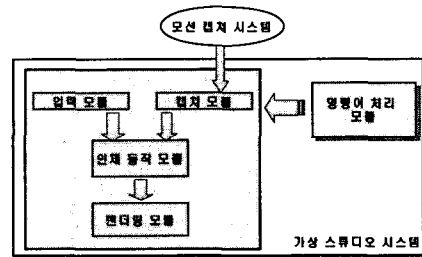 모션 캡쳐 시스템
입력 모듈
캡쳐 모듈
명령어 처리
모듈
인체 동작 모듈
렌더링 모듈
가상 스튜디오 시스템